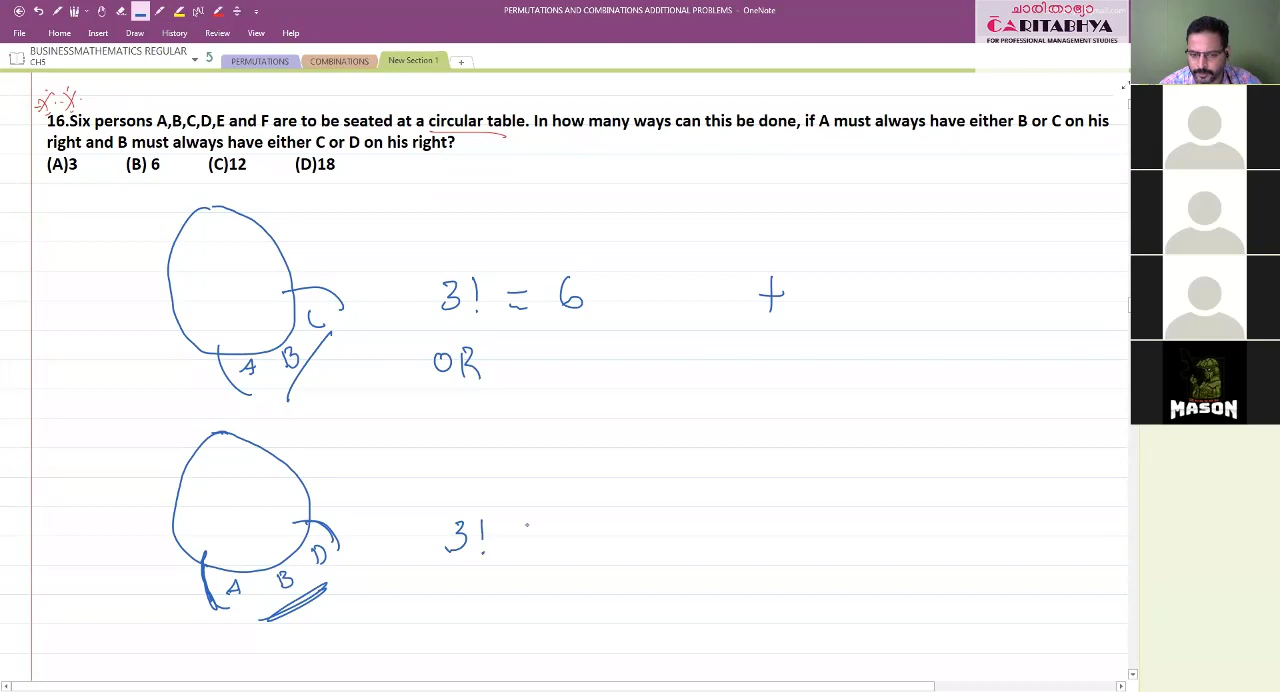 PERMUTATIONS AND COMBINATIONS ADDITIONAL PROBLEMS - OneNote
ചാരിതാഭ്യാ
CARITABHYA
FOR PROFESSIONAL MANAGEMENT STUDIES
File Home Insert Draw History Review View Help
BUSINESSMATHEMATICS REGULAR
CH5
PERMUTATIONS COMBINATIONS New Section 1
16.Six persons A,B,C,D,E and F are to be seated at a circular table. In how many ways can this be done, if A must always have either B or C on his
right and B must always have either C or D on his right?
(A)3 (B) 6 (C)12 (D)18
3! = 6 +
C
A B
OR
3!
D
A B
MASON